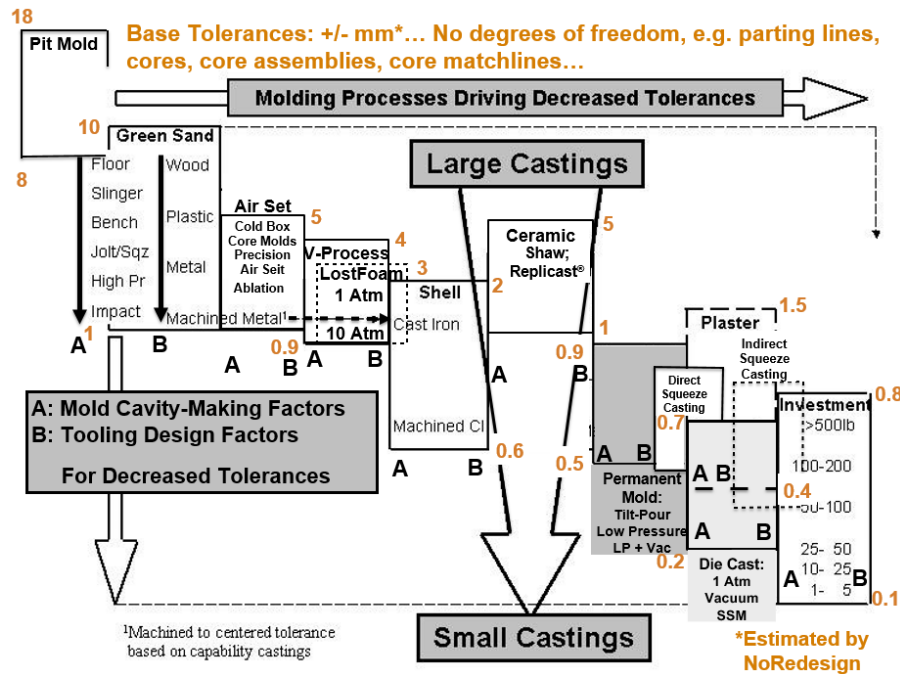 18
Pit Mold
Base Tolerances: +/- mm*… No degrees of freedom, e.g. parting lines,
cores, core assemblies, core matchlines…
Molding Processes Driving Decreased Tolerances
10
8
Green Sand
Floor
Slinger
Bench
Jolt/Sqz
High Pr
Impact
Wood
Plastic
Metal
Machined Metal¹
A
1
B
Large Castings
Air Set
5
Cold Box
Core Molds
Precision
Air Seit
Ablation
0.9
A
B
V-Process
4
LostFoam
1 Atm
10 Atm
A
B
3
Shell
2
Cast Iron
Machined CI
A
B
0.6
5
Ceramic
Shaw;
Replicast®
1
A
B
0.9
0.5
A
B
Permanent
Mold:
Tilt-Pour
Low Pressure
LP + Vac
0.2
Direct
Squeeze
Casting
0.7
1.5
Plaster
Indirect
Squeeze
Casting
A B
0.4
A
B
Die Cast:
1 Atm
Vacuum
SSM
0.8
Investment
>500lb
100-200
50-100
25- 50
10- 25
1- 5
A
B
0.1
A: Mold Cavity-Making Factors
B: Tooling Design Factors
For Decreased Tolerances
¹Machined to centered tolerance
based on capability castings
Small Castings
*Estimated by
NoRedesign